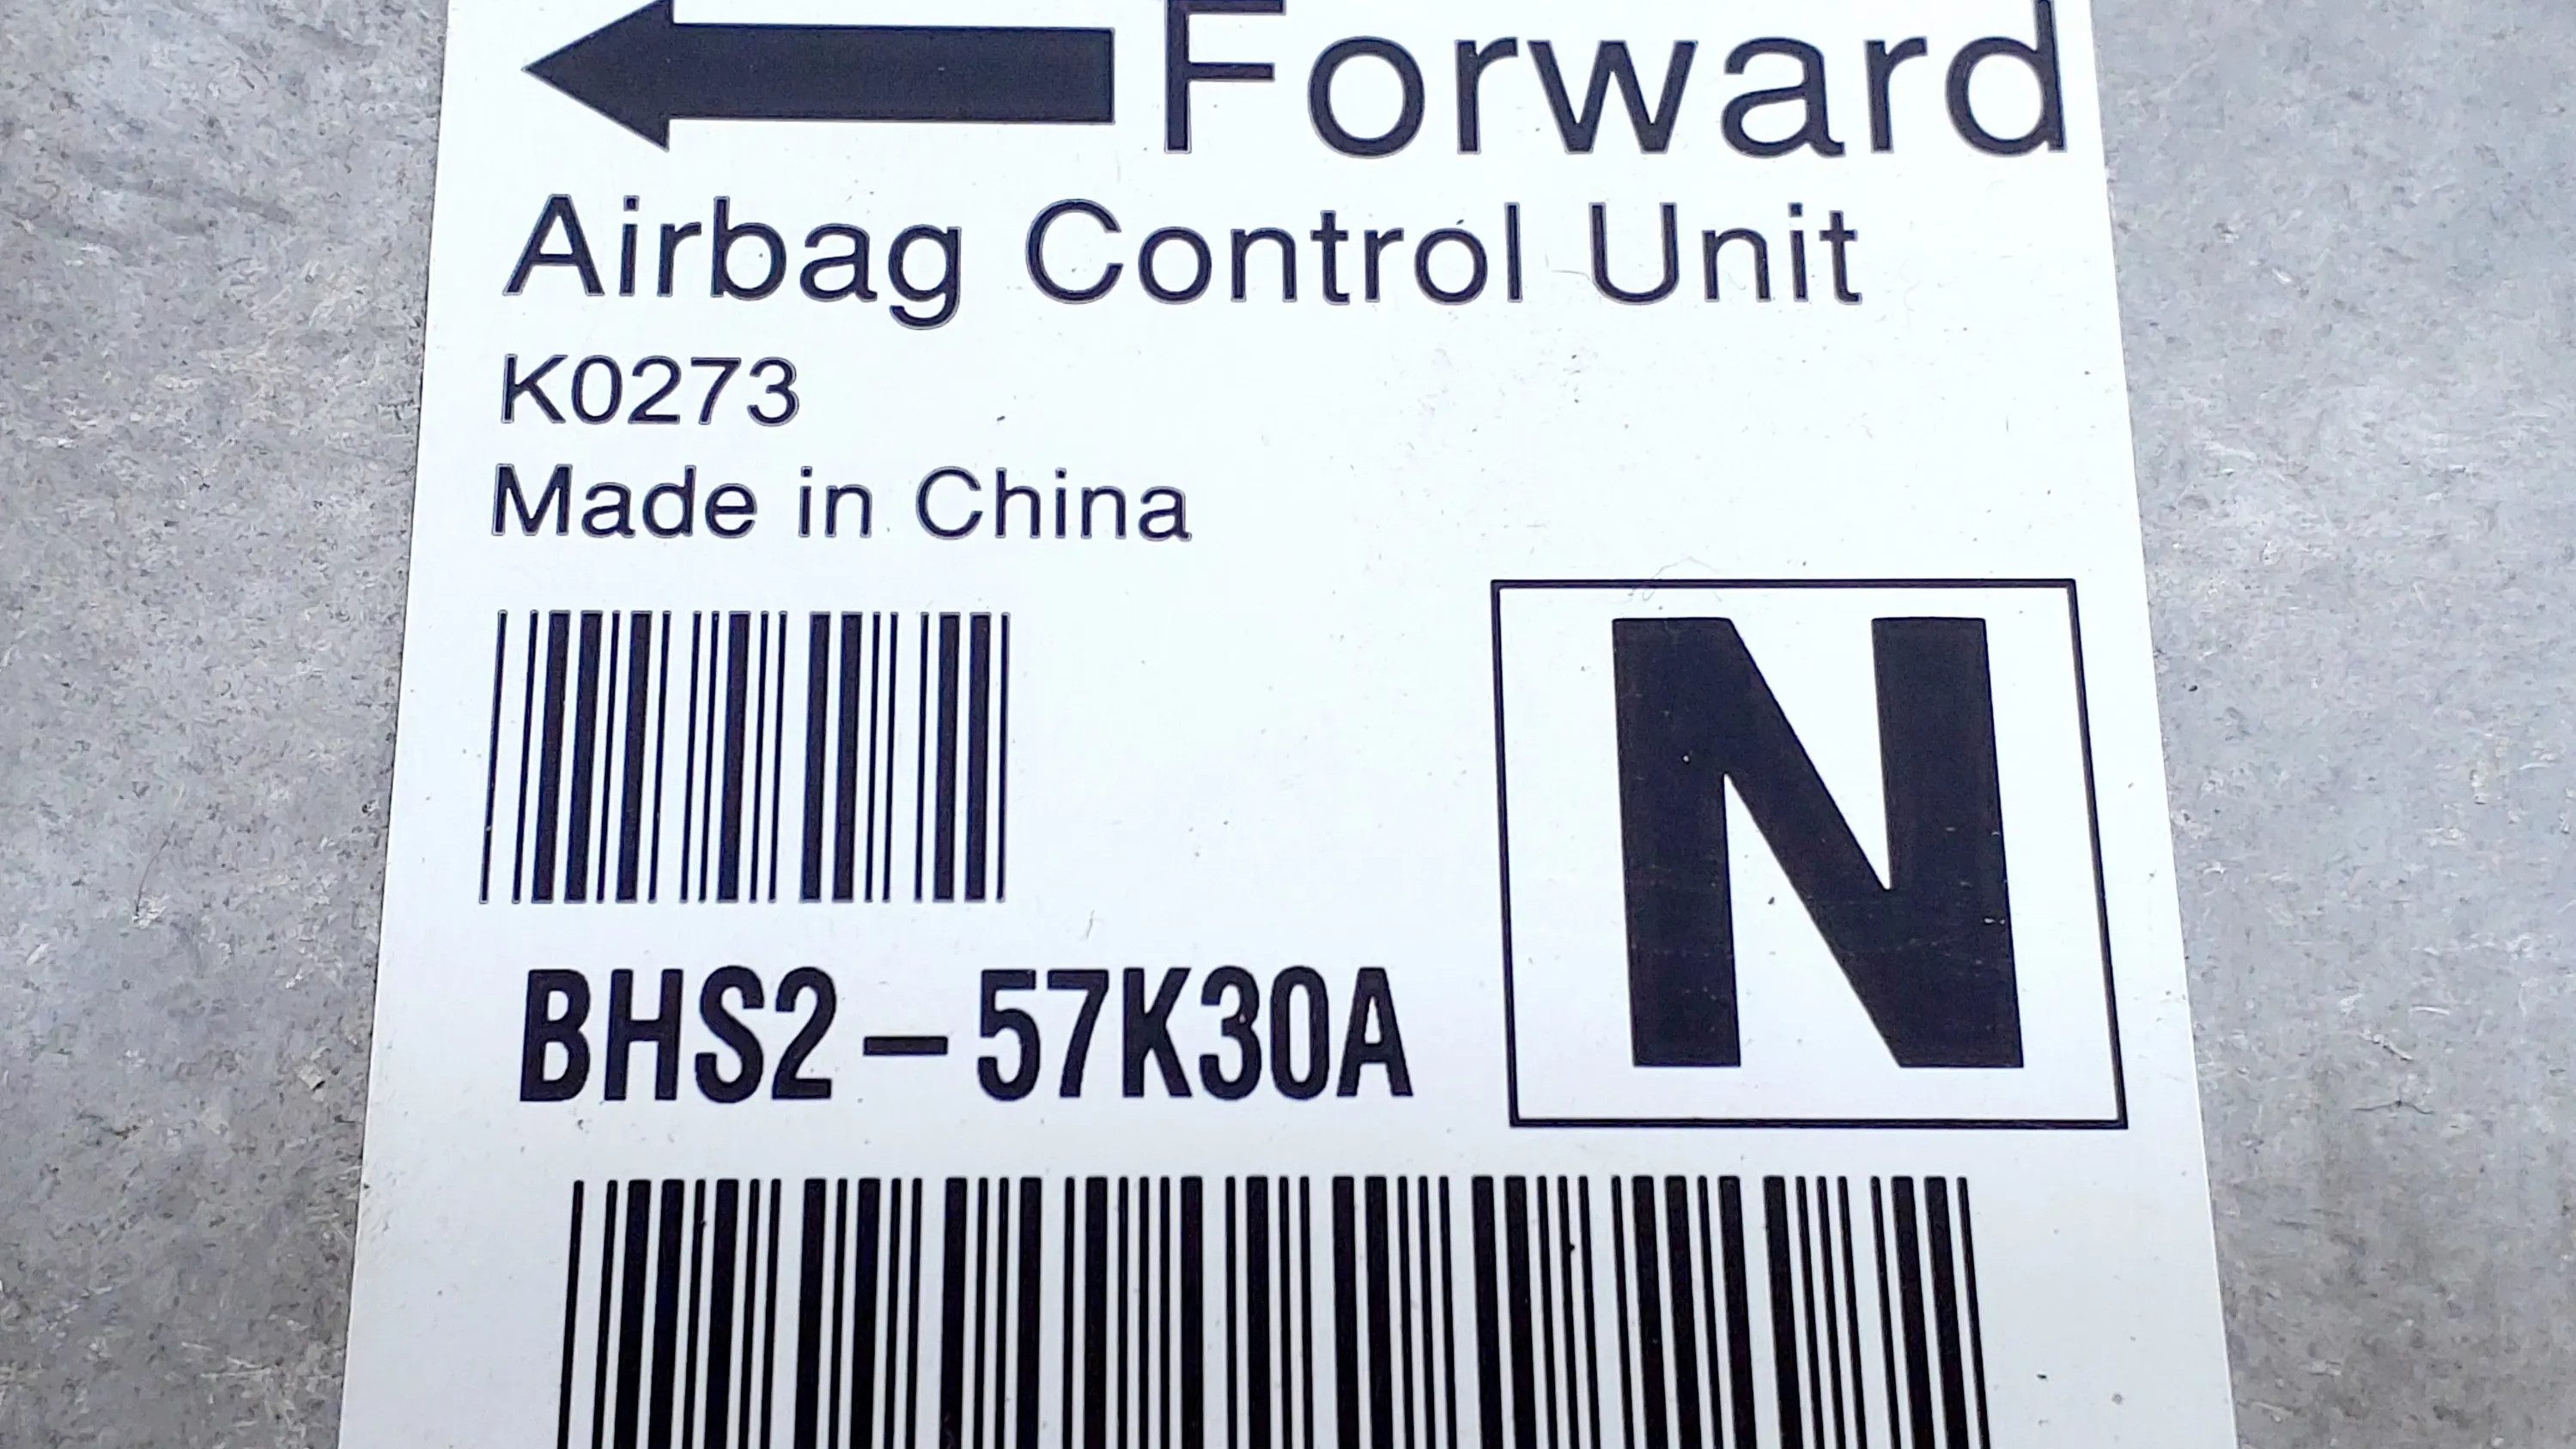 Forward
Airbag Control Unit
K0273
Made in China
N
BHS2-57K30A